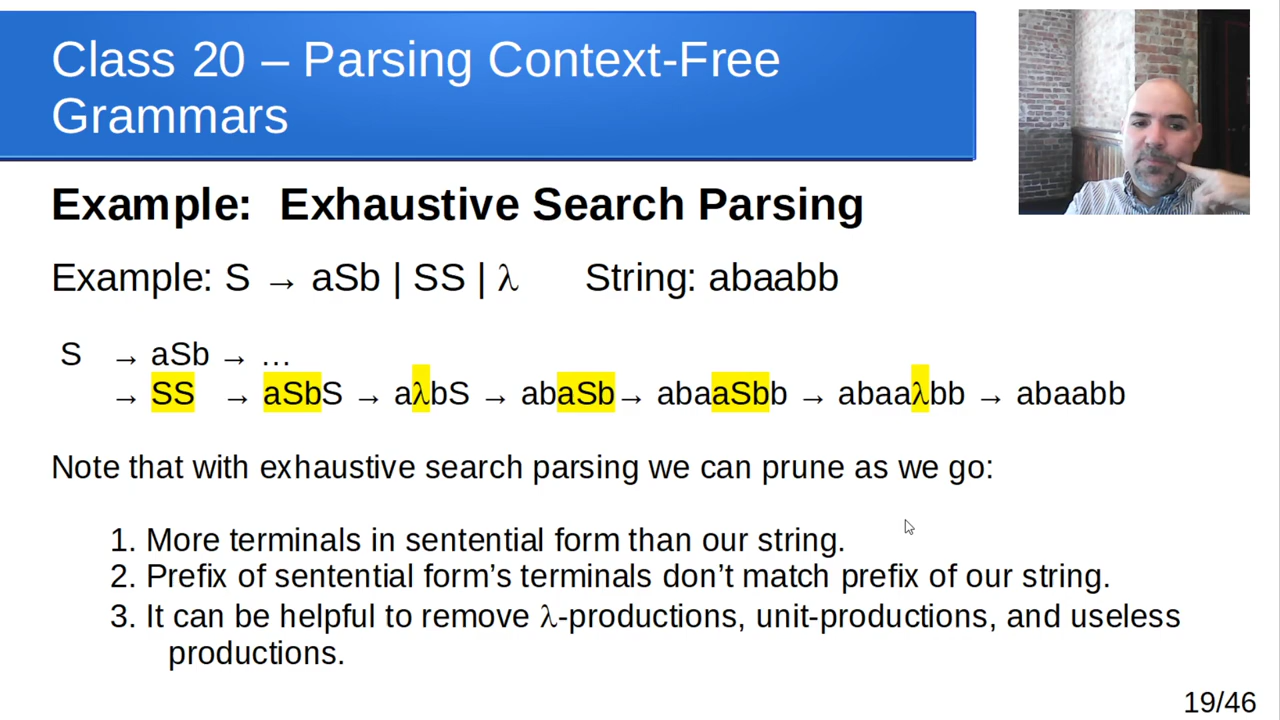 Class 20 – Parsing Context-Free
Grammars
Example: Exhaustive Search Parsing
Example: S → aSb | SS | λ String: abaabb
S → aSb → …
→ SS → aSbS → aλbS → abaSb → abaaSbb → abaaλbb → abaabb
Note that with exhaustive search parsing we can prune as we go:
1. More terminals in sentential form than our string.
2. Prefix of sentential form’s terminals don’t match prefix of our string.
3. It can be helpful to remove λ-productions, unit-productions, and useless
productions.
19/46